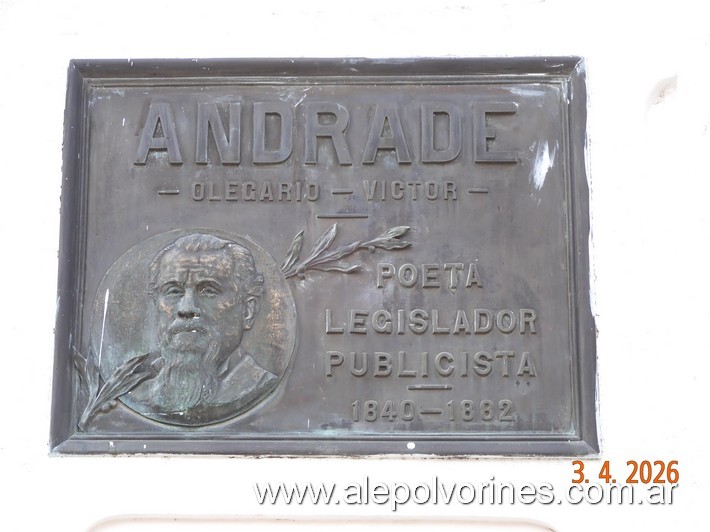 ANDRADE
— OLEGARIO — VICTOR —
POETA
LEGISLADOR
PUBLICISTA
1840—1882
3. 4. 2026
www.alepolvorines.com.ar